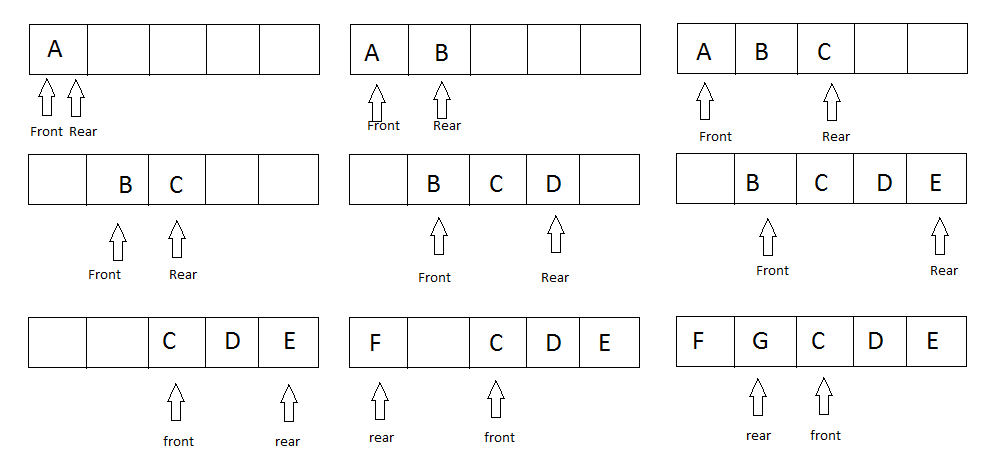 A
A B
A B C
Front Rear
Front Rear
Front Rear
B C
B C D
B C D E
Front Rear
Front Rear
Front Rear
C D E
F C D E
F G C D E
front rear
rear front
rear front